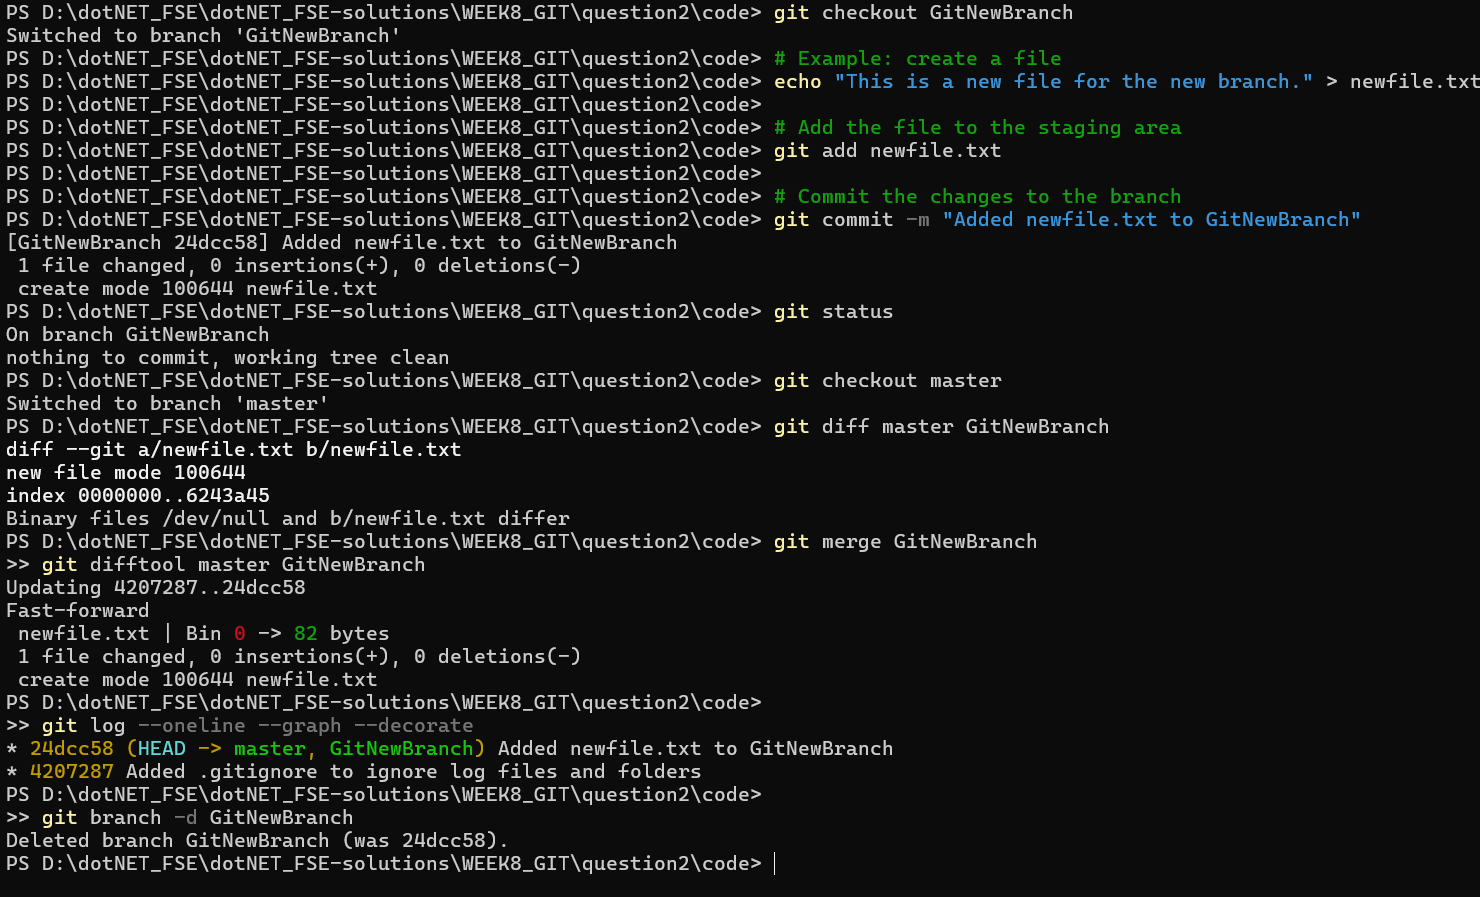 PS D:\dotNET_FSE\dotNET_FSE-solutions\WEEK8_GIT\question2\code> git checkout GitNewBranch
Switched to branch 'GitNewBranch'
PS D:\dotNET_FSE\dotNET_FSE-solutions\WEEK8_GIT\question2\code> # Example: create a file
PS D:\dotNET_FSE\dotNET_FSE-solutions\WEEK8_GIT\question2\code> echo "This is a new file for the new branch." > newfile.txt
PS D:\dotNET_FSE\dotNET_FSE-solutions\WEEK8_GIT\question2\code>
PS D:\dotNET_FSE\dotNET_FSE-solutions\WEEK8_GIT\question2\code> # Add the file to the staging area
PS D:\dotNET_FSE\dotNET_FSE-solutions\WEEK8_GIT\question2\code> git add newfile.txt
PS D:\dotNET_FSE\dotNET_FSE-solutions\WEEK8_GIT\question2\code>
PS D:\dotNET_FSE\dotNET_FSE-solutions\WEEK8_GIT\question2\code> # Commit the changes to the branch
PS D:\dotNET_FSE\dotNET_FSE-solutions\WEEK8_GIT\question2\code> git commit -m "Added newfile.txt to GitNewBranch"
[GitNewBranch 24dcc58] Added newfile.txt to GitNewBranch
 1 file changed, 0 insertions(+), 0 deletions(-)
 create mode 100644 newfile.txt
PS D:\dotNET_FSE\dotNET_FSE-solutions\WEEK8_GIT\question2\code> git status
On branch GitNewBranch
nothing to commit, working tree clean
PS D:\dotNET_FSE\dotNET_FSE-solutions\WEEK8_GIT\question2\code> git checkout master
Switched to branch 'master'
PS D:\dotNET_FSE\dotNET_FSE-solutions\WEEK8_GIT\question2\code> git diff master GitNewBranch
diff --git a/newfile.txt b/newfile.txt
new file mode 100644
index 0000000..6243a45
Binary files /dev/null and b/newfile.txt differ
PS D:\dotNET_FSE\dotNET_FSE-solutions\WEEK8_GIT\question2\code> git merge GitNewBranch
>> git difftool master GitNewBranch
Updating 4207287..24dcc58
Fast-forward
 newfile.txt | Bin 0 -> 82 bytes
 1 file changed, 0 insertions(+), 0 deletions(-)
 create mode 100644 newfile.txt
PS D:\dotNET_FSE\dotNET_FSE-solutions\WEEK8_GIT\question2\code>
>> git log --oneline --graph --decorate
* 24dcc58 (HEAD -> master, GitNewBranch) Added newfile.txt to GitNewBranch
* 4207287 Added .gitignore to ignore log files and folders
PS D:\dotNET_FSE\dotNET_FSE-solutions\WEEK8_GIT\question2\code>
>> git branch -d GitNewBranch
Deleted branch GitNewBranch (was 24dcc58).
PS D:\dotNET_FSE\dotNET_FSE-solutions\WEEK8_GIT\question2\code>